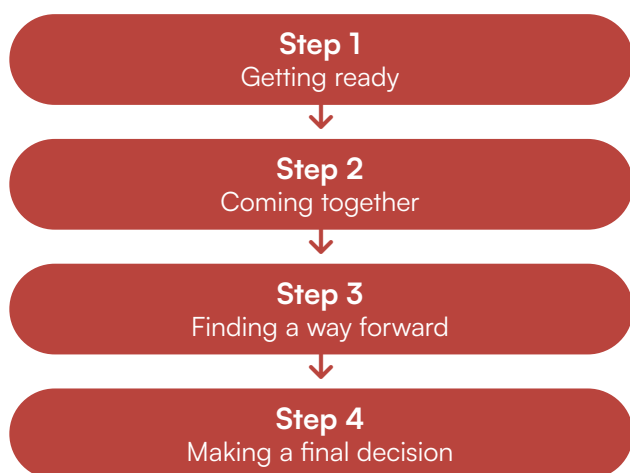 Step 1
Getting ready
Step 2
Coming together
Step 3
Finding a way forward
Step 4
Making a final decision